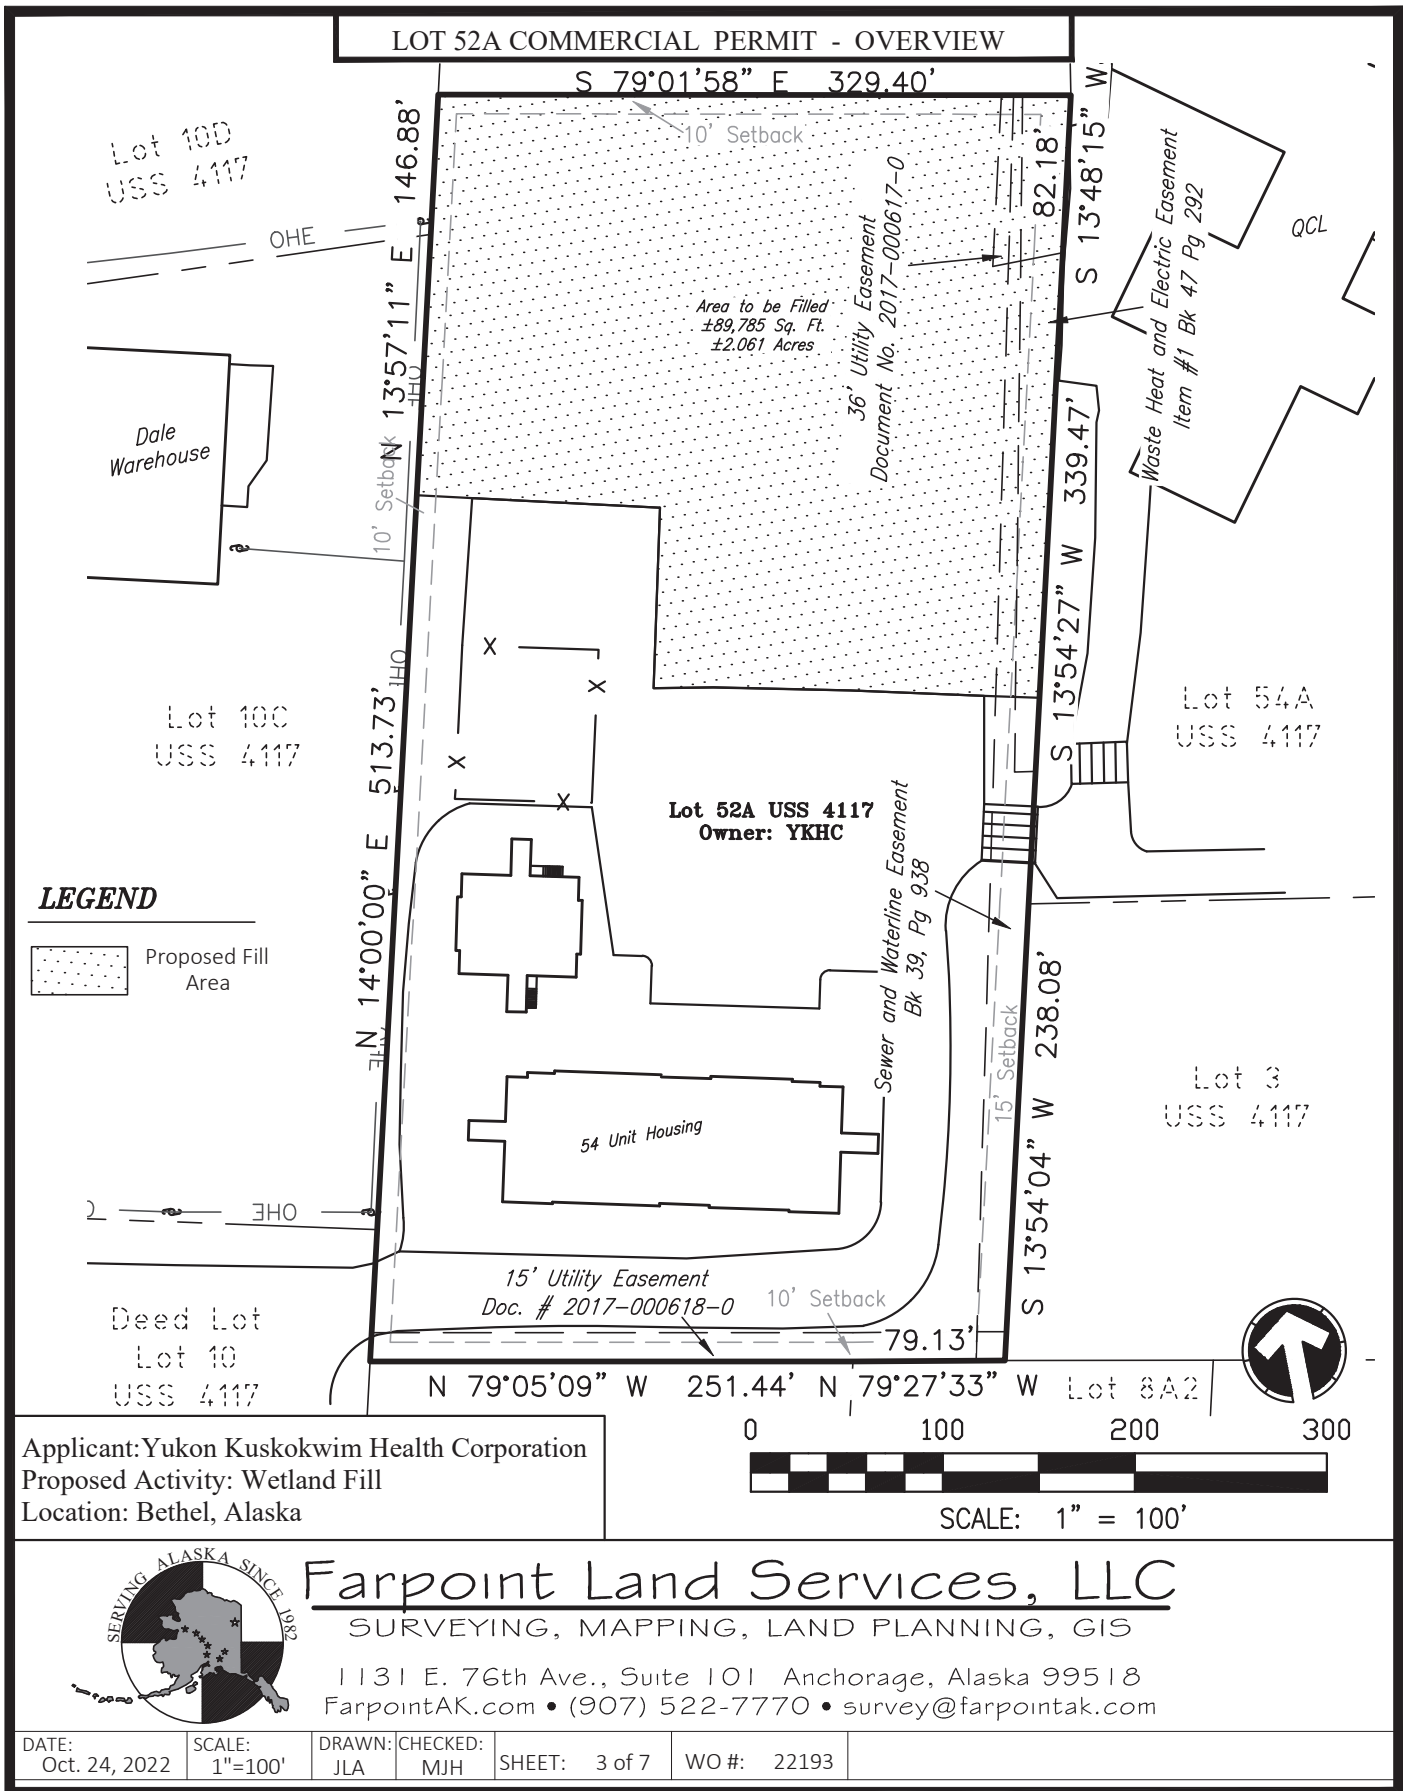 LOT 52A COMMERCIAL PERMIT - OVERVIEW
S 79°01'58" E 329.40'
10' Setback
146.88'
N 13°57'11" E
82.18'
S 13°48'15" W
Lot 10D
USS 4117
OHE
36' Utility Easement
Document No. 2017-000617-0
Waste Heat and Electric Easement
Item #1 Bk 47 Pg 292
QCL
Area to be Filled
±89,785 Sq. Ft.
±2.061 Acres
Dale
Warehouse
10' Setback
339.47'
S 13°54'27" W
X
X
X
X
Lot 10C
USS 4117
513.73'
N 14°00'00" E
Lot 54A
USS 4117
Lot 52A USS 4117
Owner: YKHC
Sewer and Waterline Easement
Bk 39, Pg 938
LEGEND
Proposed Fill
Area
15' Setback
238.08'
S 13°54'04" W
Lot 3
USS 4117
54 Unit Housing
OHE
15' Utility Easement
Doc. # 2017-000618-0
10' Setback
79.13'
Deed Lot
Lot 10
USS 4117
N 79°05'09" W 251.44' N 79°27'33" W
Lot 8A2
0 100 200 300
SCALE: 1" = 100'
Applicant:Yukon Kuskokwim Health Corporation
Proposed Activity: Wetland Fill
Location: Bethel, Alaska
SERVING ALASKA SINCE 1982
Farpoint Land Services, LLC
SURVEYING, MAPPING, LAND PLANNING, GIS
1131 E. 76th Ave., Suite 101 Anchorage, Alaska 99518
FarpointAK.com • (907) 522-7770 • survey@farpointak.com
DATE:
Oct. 24, 2022
SCALE:
1"=100'
DRAWN:
JLA
CHECKED:
MJH
SHEET: 3 of 7
WO #: 22193